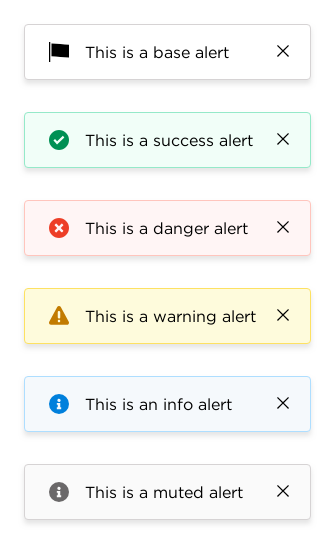 This is a base alert
This is a success alert
This is a danger alert
This is a warning alert
This is an info alert
This is a muted alert